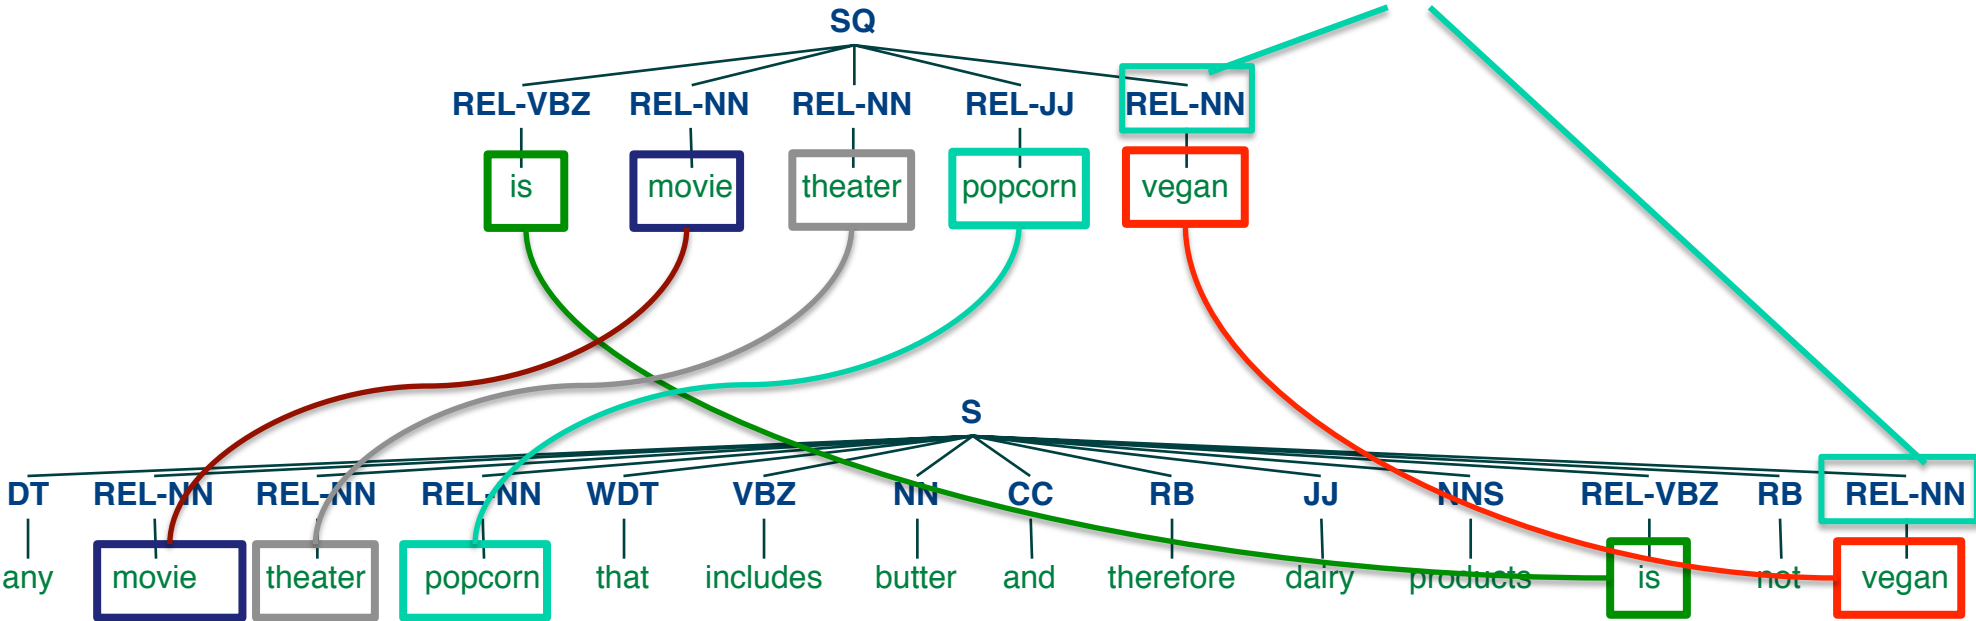 SQ
REL-VBZ REL-NN REL-NN REL-JJ REL-NN
is movie theater popcorn vegan
S
DT REL-NN REL-NN REL-NN WDT VBZ NN CC RB JJ NNS REL-VBZ RB REL-NN
any movie theater popcorn that includes butter and therefore dairy products is not vegan